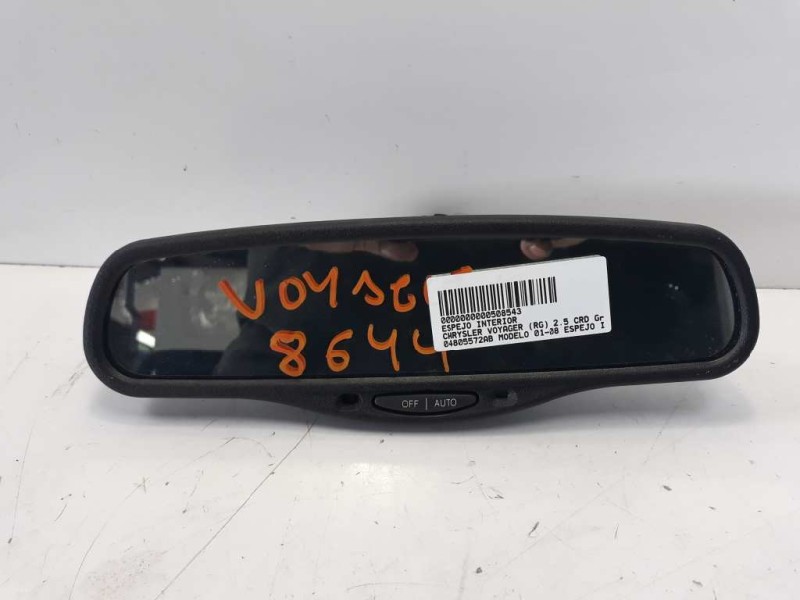 VOYAGER
8644
0000000000508543
ESPEJO INTERIOR
CHRYSLER VOYAGER (RG) 2.5 CRD Gr
04805572AB MODELO 01-08 ESPEJO I
OFF | AUTO